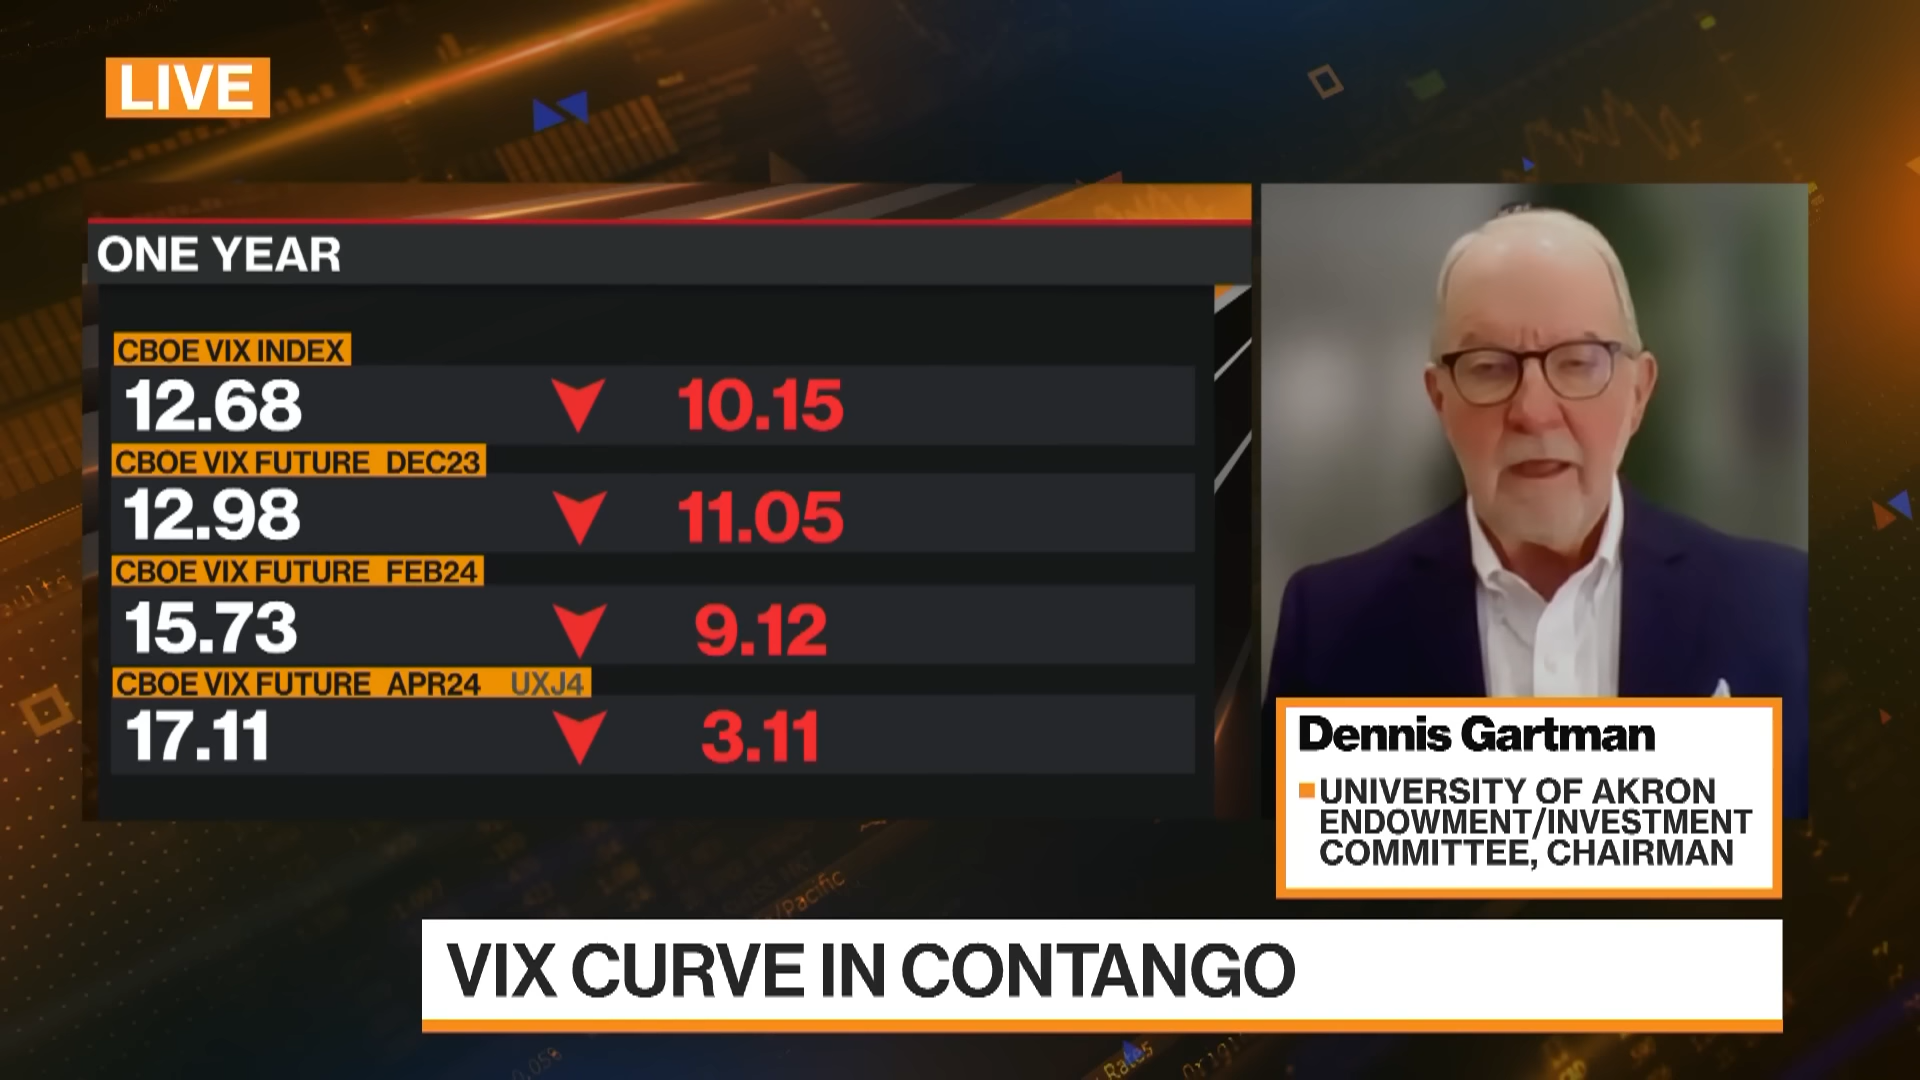 LIVE
ONE YEAR
CBOE VIX INDEX
12.68 10.15
CBOE VIX FUTURE DEC23
12.98 11.05
CBOE VIX FUTURE FEB24
15.73 9.12
CBOE VIX FUTURE APR24 UXJ4
17.11 3.11
Dennis Gartman
UNIVERSITY OF AKRON
ENDOWMENT/INVESTMENT
COMMITTEE, CHAIRMAN
VIX CURVE IN CONTANGO
/Pacific
Rates